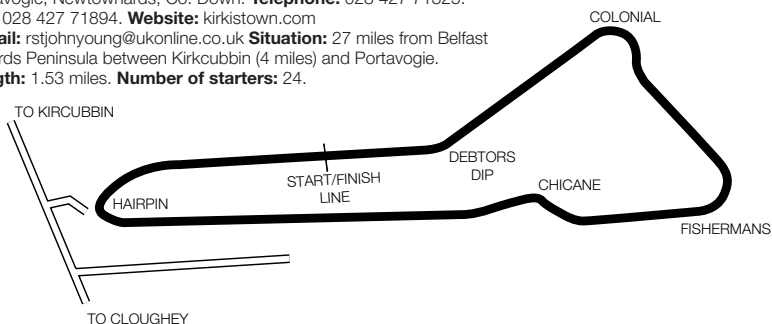 avogie, Newtownards, Co. Down. Telephone: 028 427
028 427 71894. Website: kirkistown.com
ail: rstjohnyoung@ukonline.co.uk Situation: 27 miles from Belfast
rds Peninsula between Kirkcubbin (4 miles) and Portavogie.
gth: 1.53 miles. Number of starters: 24.
COLONIAL
TO KIRCUBBIN
DEBTORS
DIP
START/FINISH
LINE
CHICANE
HAIRPIN
FISHERMANS
TO CLOUGHEY